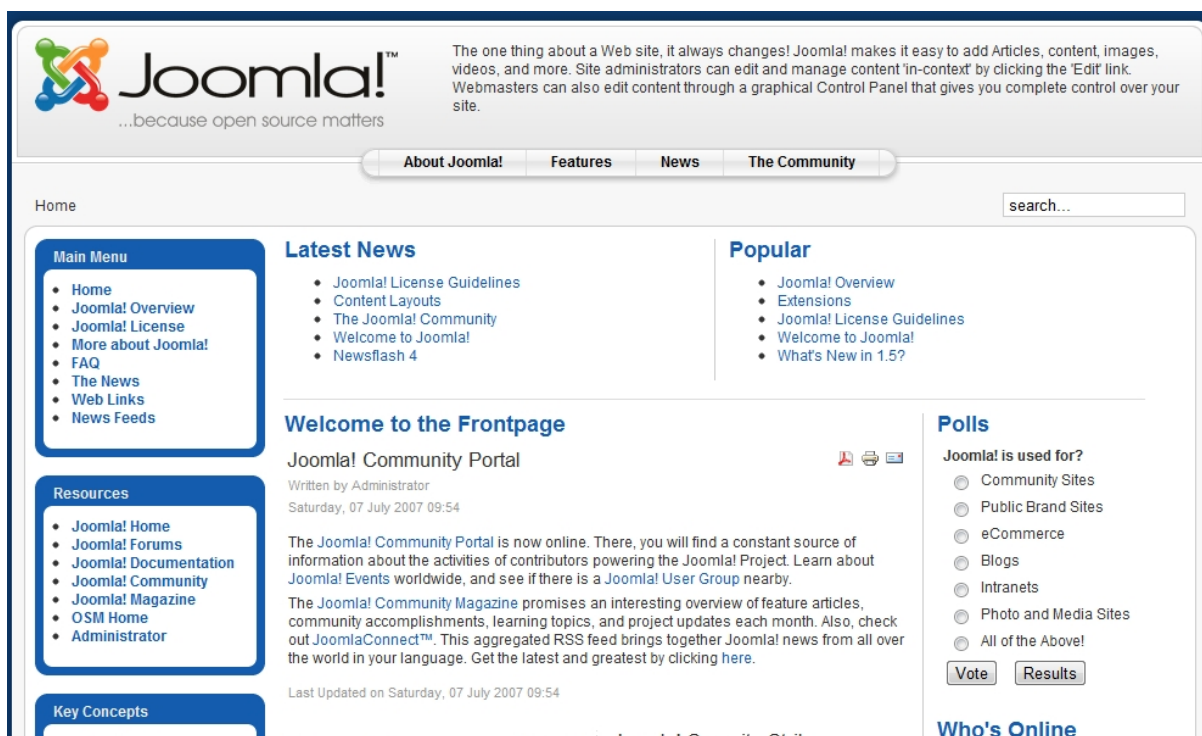 Joomla!™
...because open source matters
The one thing about a Web site, it always changes! Joomla! makes it easy to add Articles, content, images,
videos, and more. Site administrators can edit and manage content 'in-context' by clicking the 'Edit' link.
Webmasters can also edit content through a graphical Control Panel that gives you complete control over your
site.
About Joomla! Features News The Community
Home
search...
Main Menu
Home
Joomla! Overview
Joomla! License
More about Joomla!
FAQ
The News
Web Links
News Feeds
Resources
Joomla! Home
Joomla! Forums
Joomla! Documentation
Joomla! Community
Joomla! Magazine
OSM Home
Administrator
Key Concepts
Latest News
Joomla! License Guidelines
Content Layouts
The Joomla! Community
Welcome to Joomla!
Newsflash 4
Popular
Joomla! Overview
Extensions
Joomla! License Guidelines
Welcome to Joomla!
What's New in 1.5?
Welcome to the Frontpage
Joomla! Community Portal
Written by Administrator
Saturday, 07 July 2007 09:54
The Joomla! Community Portal is now online. There, you will find a constant source of
information about the activities of contributors powering the Joomla! Project. Learn about
Joomla! Events worldwide, and see if there is a Joomla! User Group nearby.
The Joomla! Community Magazine promises an interesting overview of feature articles,
community accomplishments, learning topics, and project updates each month. Also, check
out JoomlaConnect™. This aggregated RSS feed brings together Joomla! news from all over
the world in your language. Get the latest and greatest by clicking here.
Last Updated on Saturday, 07 July 2007 09:54
Polls
Joomla! is used for?
Community Sites
Public Brand Sites
eCommerce
Blogs
Intranets
Photo and Media Sites
All of the Above!
Vote Results
Who's Online